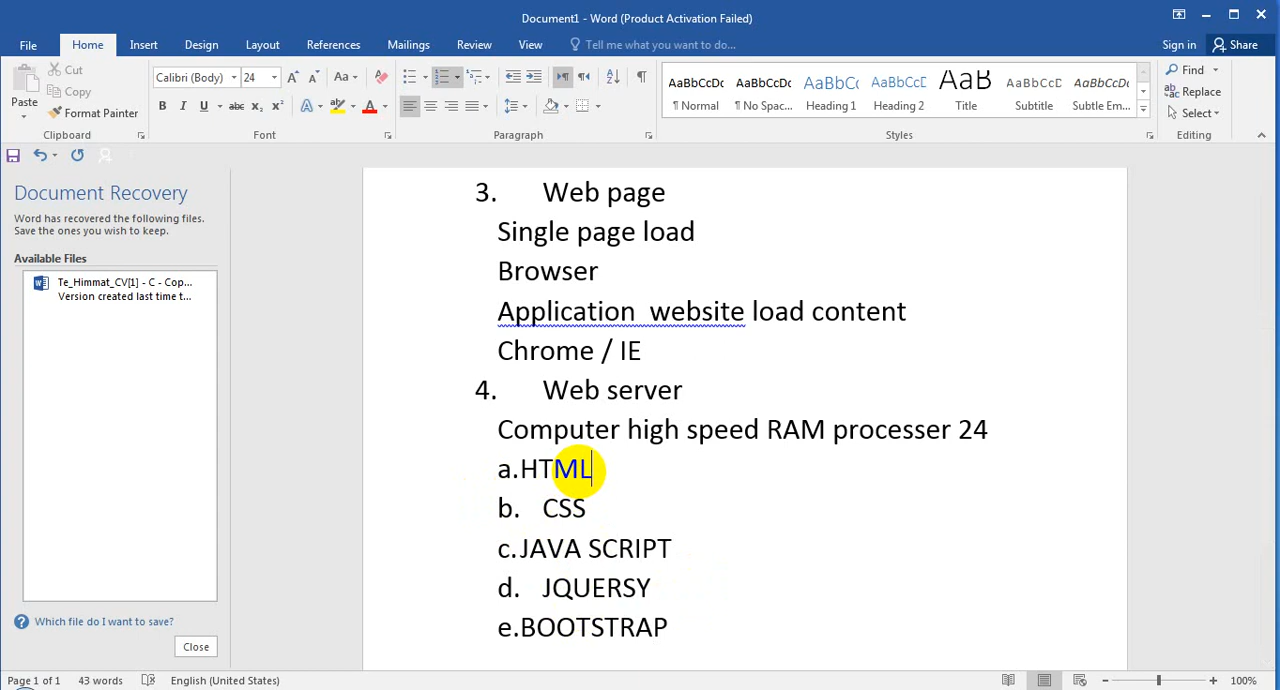 Document1 - Word (Product Activation Failed)
File Home Insert Design Layout References Mailings Review View Tell me what you want to do... Sign in Share
Paste Cut Copy Format Painter
Calibri (Body) 24 A A Aa
B I U abc x₂ x² A A
AaBbCcDc AaBbCcDc AaBbCc AaBbCcD AaB AaBbCcD AaBbCcDc
¶ Normal ¶ No Spac... Heading 1 Heading 2 Title Subtitle Subtle Em...
Find Replace Select
Clipboard Font Paragraph Styles Editing
Document Recovery
Word has recovered the following files.
Save the ones you wish to keep.
Available Files
Te_Himmat_CV[1] - C - Cop...
Version created last time t...
Which file do I want to save?
Close
3. Web page
Single page load
Browser
Application website load content
Chrome / IE
4. Web server
Computer high speed RAM processer 24
a.HTML
b. CSS
c.JAVA SCRIPT
d. JQUERSY
e.BOOTSTRAP
Page 1 of 1 43 words English (United States) 100%